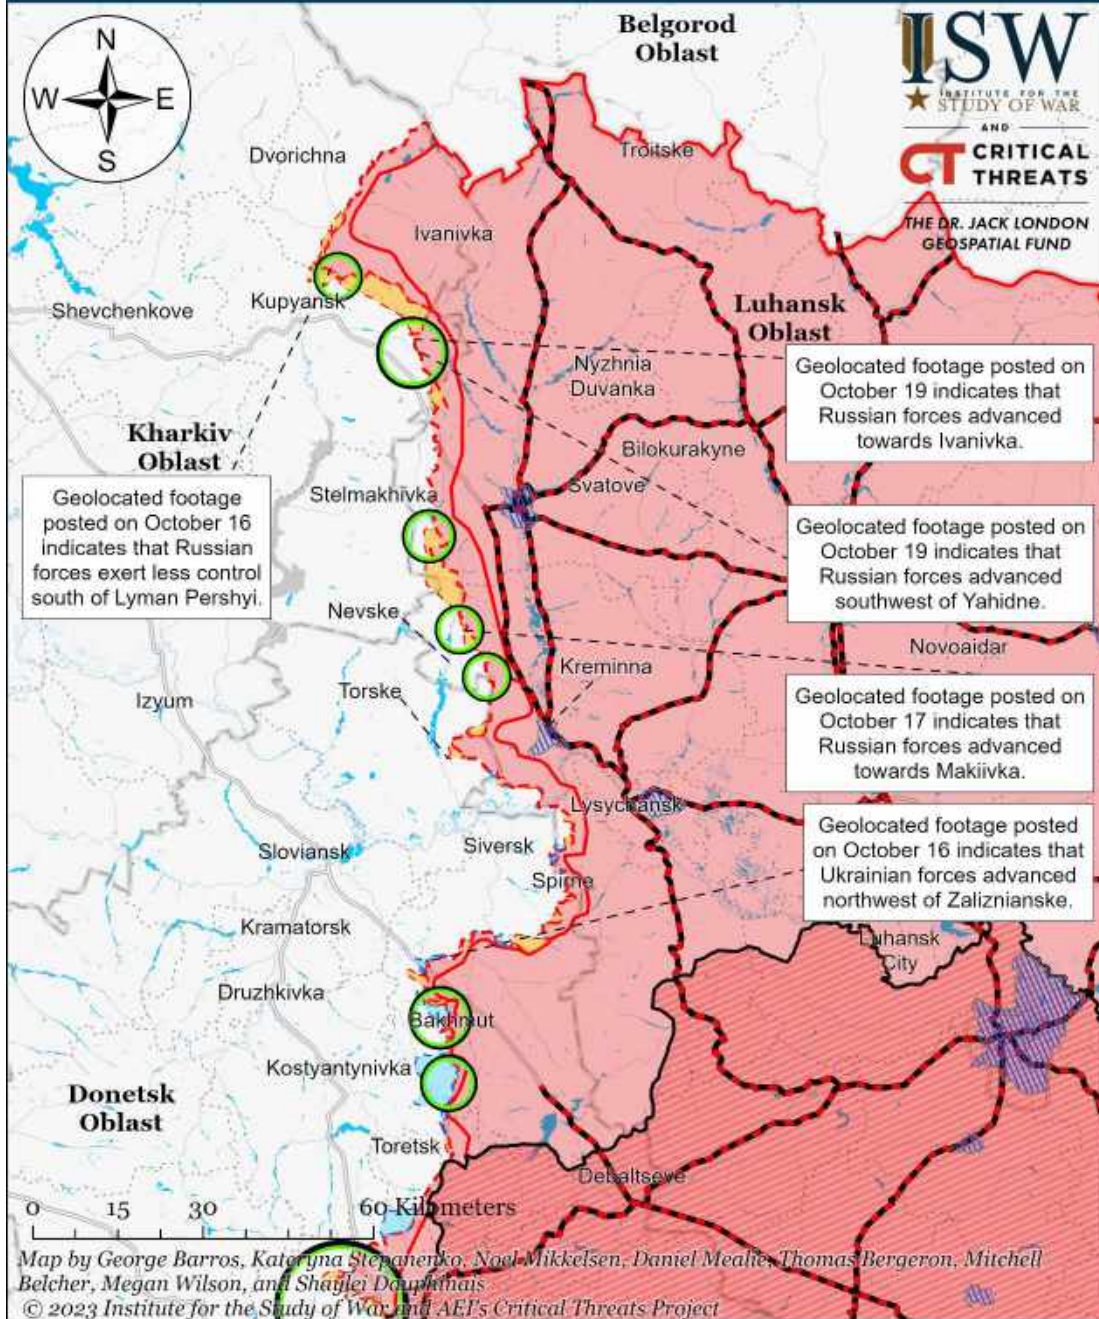 Belgorod
Oblast
ISW
INSTITUTE FOR THE
STUDY OF WAR
AND
CT CRITICAL
THREATS
THE DR. JACK LONDON
GEOSPATIAL FUND
N
W E
S
Dvorichna
Troitske
Ivanivka
Kupyansk
Shevchenkove
Luhansk
Oblast
Nyzhnia
Duvanka
Geolocated footage posted on
October 19 indicates that
Russian forces advanced
towards Ivanivka.
Kharkiv
Oblast
Bilokurakyne
Svatove
Stelmakhivka
Geolocated footage
posted on October 16
indicates that Russian
forces exert less control
south of Lyman Pershyi.
Geolocated footage posted on
October 19 indicates that
Russian forces advanced
southwest of Yahidne.
Nevske
Novoaidar
Kreminna
Torske
Izyum
Geolocated footage posted on
October 17 indicates that
Russian forces advanced
towards Makiivka.
Lysychansk
Siversk
Sloviansk
Spirne
Geolocated footage posted
on October 16 indicates that
Ukrainian forces advanced
northwest of Zaliznianske.
Kramatorsk
Luhansk
City
Druzhkivka
Bakhmut
Kostyantynivka
Donetsk
Oblast
Toretsk
Debaltseve
0 15 30 60 Kilometers
Map by George Barros, Kateryna Stepanenko, Noel Mikkelsen, Daniel Mealie, Thomas Bergeron, Mitchell
Belcher, Megan Wilson, and Shaylei Dauphinais
© 2023 Institute for the Study of War and AEI's Critical Threats Project